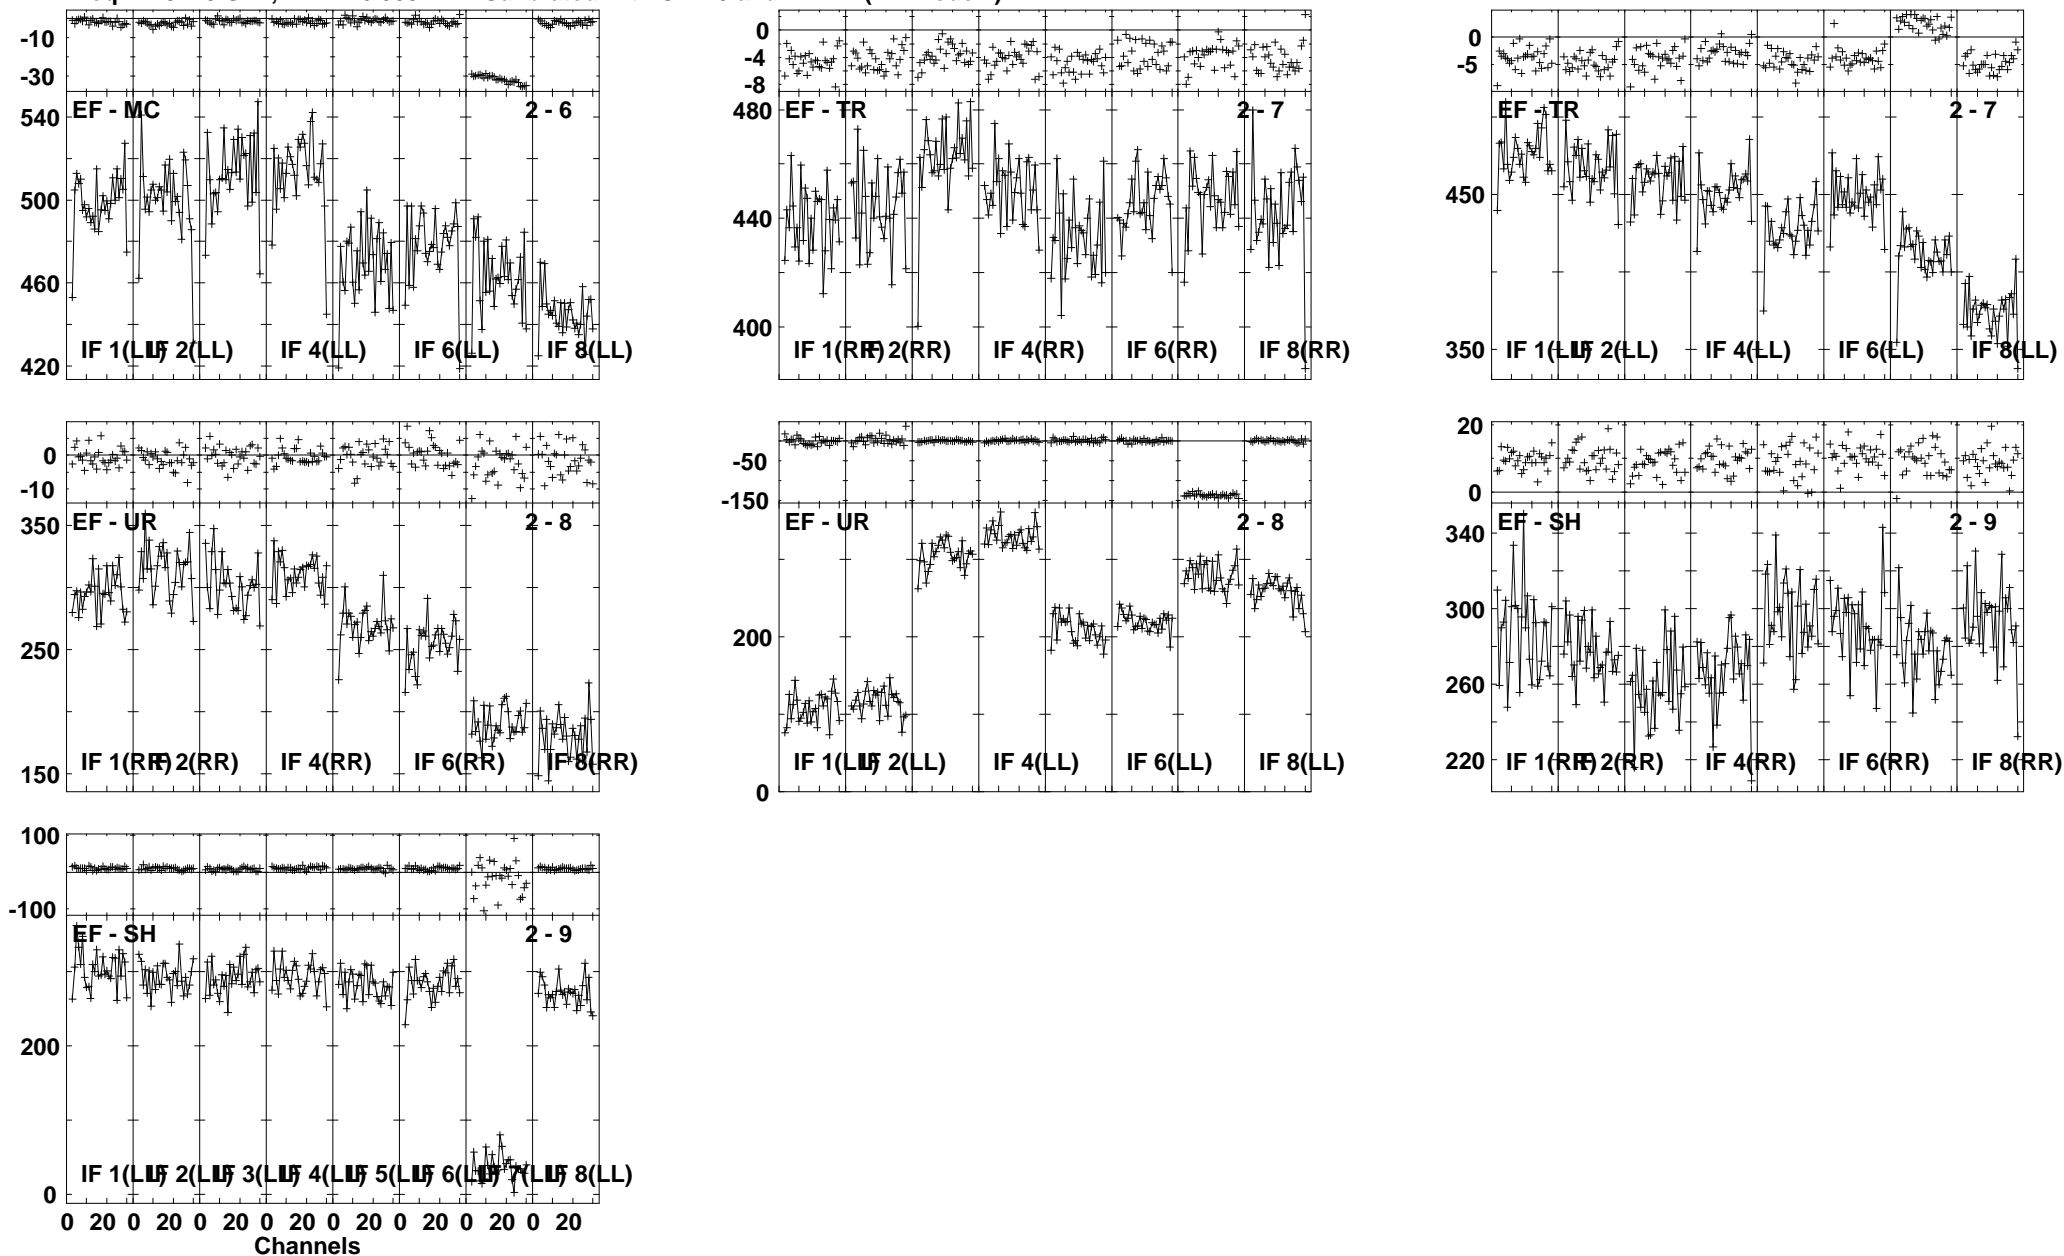 -10
-30
540
500
460
420
EF - MC 2 - 6
IF 1(LL) IF 2(LL) IF 4(LL) IF 6(LL) IF 8(LL)
0
-4
-8
480
440
400
EF - TR 2 - 7
IF 1(RR) IF 2(RR) IF 4(RR) IF 6(RR) IF 8(RR)
0
-5
450
350
EF - TR 2 - 7
IF 1(LL) IF 2(LL) IF 4(LL) IF 6(LL) IF 8(LL)
0
-10
350
250
150
EF - UR 2 - 8
IF 1(RR) IF 2(RR) IF 4(RR) IF 6(RR) IF 8(RR)
-50
-150
200
0
EF - UR 2 - 8
IF 1(LL) IF 2(LL) IF 4(LL) IF 6(LL) IF 8(LL)
20
10
0
340
300
260
220
EF - SH 2 - 9
IF 1(RR) IF 2(RR) IF 4(RR) IF 6(RR) IF 8(RR)
100
-100
200
0
EF - SH 2 - 9
IF 1(LL) IF 2(LL) IF 3(LL) IF 4(LL) IF 5(LL) IF 6(LL) IF 7(LL) IF 8(LL)
0 20 0 20 0 20 0 20 0 20 0 20 0 20 0 20
Channels